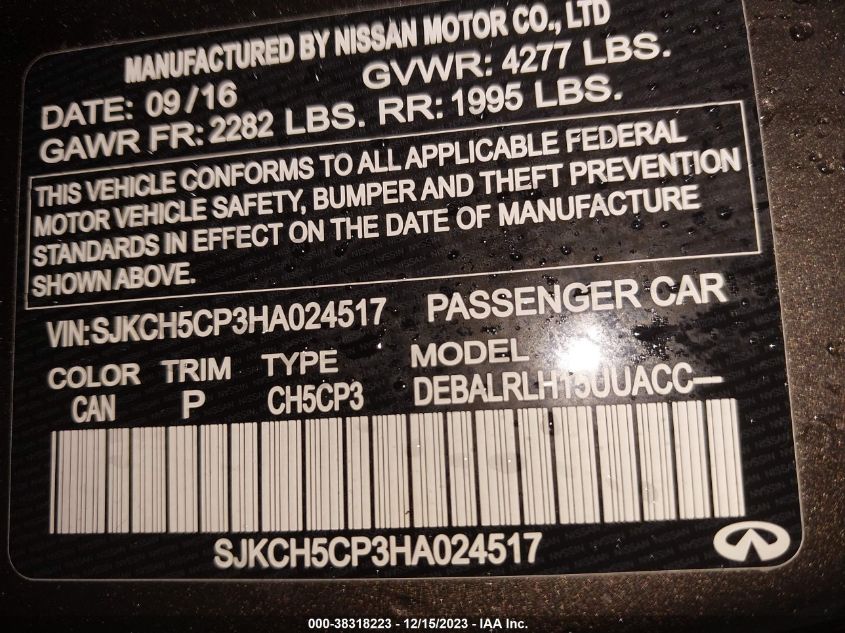 MANUFACTURED BY NISSAN MOTOR CO., LTD
DATE: 09/16 GVWR: 4277 LBS.
GAWR FR: 2282 LBS. RR: 1995 LBS.
THIS VEHICLE CONFORMS TO ALL APPLICABLE FEDERAL
MOTOR VEHICLE SAFETY, BUMPER AND THEFT PREVENTION
STANDARDS IN EFFECT ON THE DATE OF MANUFACTURE
SHOWN ABOVE.
VIN:SJKCH5CP3HA024517 PASSENGER CAR
COLOR TRIM TYPE MODEL
CAN P CH5CP3 DEBALRLH15UUACC—
SJKCH5CP3HA024517
000-38318223 - 12/15/2023 - IAA Inc.